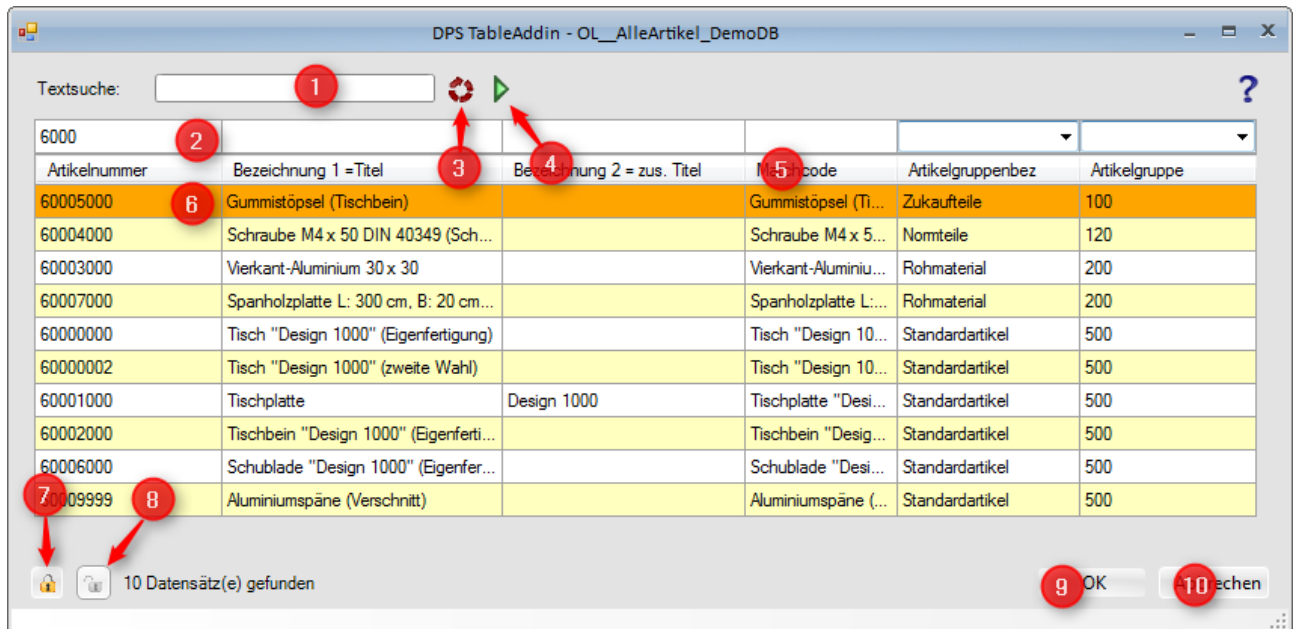 DPS TableAddin - OL__AlleArtikel_DemoDB
Textsuche: 1 ?
6000 2
3 4 5
Artikelnummer Bezeichnung 1 =Titel Bezeichnung 2 = zus. Titel Matchcode Artikelgruppenbez Artikelgruppe
60005000 6 Gummistöpsel (Tischbein) Gummistöpsel (Ti... Zukaufteile 100
60004000 Schraube M4 x 50 DIN 40349 (Sch... Schraube M4 x 5... Normteile 120
60003000 Vierkant-Aluminium 30 x 30 Vierkant-Aluminiu... Rohmaterial 200
60007000 Spanholzplatte L: 300 cm, B: 20 cm... Spanholzplatte L:... Rohmaterial 200
60000000 Tisch "Design 1000" (Eigenfertigung) Tisch "Design 10... Standardartikel 500
60000002 Tisch "Design 1000" (zweite Wahl) Tisch "Design 10... Standardartikel 500
60001000 Tischplatte Design 1000 Tischplatte "Desi... Standardartikel 500
60002000 Tischbein "Design 1000" (Eigenferti... Tischbein "Desig... Standardartikel 500
60006000 Schublade "Design 1000" (Eigenfer... Schublade "Desi... Standardartikel 500
7 60009999 8 Aluminiumspäne (Verschnitt) Aluminiumspäne (... Standardartikel 500
10 Datensätz(e) gefunden 9 OK 10 Abbrechen